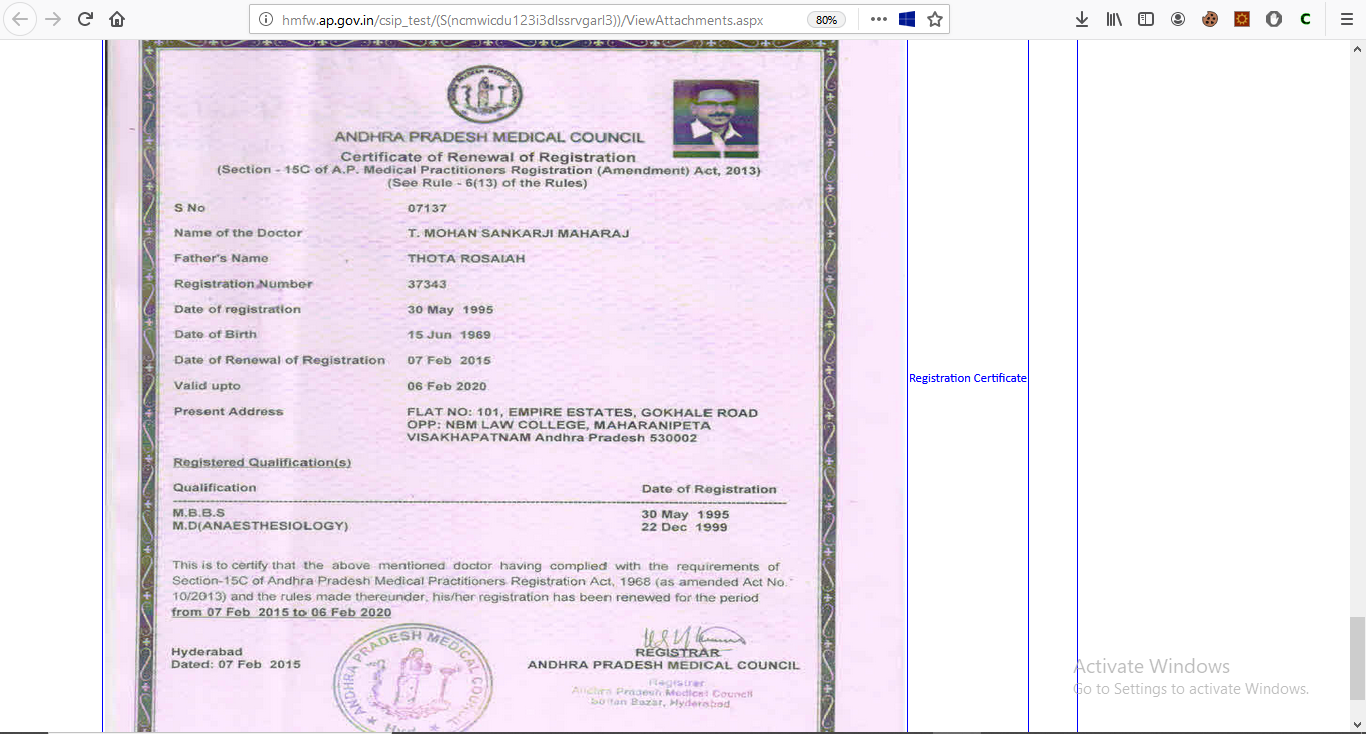 hmfw.ap.gov.in/csip_test/(S(ncmwicdu123i3dlssrvgarl3))/ViewAttachments.aspx
80%
ANDHRA PRADESH MEDICAL COUNCIL
Certificate of Renewal of Registration
(Section - 15C of A.P. Medical Practitioners Registration (Amendment) Act, 2013)
(See Rule - 6(13) of the Rules)
S No 07137
Name of the Doctor T. MOHAN SANKARJI MAHARAJ
Father's Name THOTA ROSAIAH
Registration Number 37343
Date of registration 30 May 1995
Date of Birth 15 Jun 1969
Date of Renewal of Registration 07 Feb 2015
Valid upto 06 Feb 2020
Present Address FLAT NO: 101, EMPIRE ESTATES, GOKHALE ROAD
OPP: NBM LAW COLLEGE, MAHARANIPETA
VISAKHAPATNAM Andhra Pradesh 530002
Registered Qualification(s)
Qualification Date of Registration
M.B.B.S 30 May 1995
M.D(ANAESTHESIOLOGY) 22 Dec 1999
This is to certify that the above mentioned doctor having complied with the requirements of
Section-15C of Andhra Pradesh Medical Practitioners Registration Act, 1968 (as amended Act No.
10/2013) and the rules made thereunder, his/her registration has been renewed for the period
from 07 Feb 2015 to 06 Feb 2020
Hyderabad
Dated: 07 Feb 2015
ANDHRA PRADESH MEDICAL COUNCIL
Hyd
REGISTRAR
ANDHRA PRADESH MEDICAL COUNCIL
Registrar
Andhra Pradesh Medical Council
Sultan Bazar, Hyderabad
Registration Certificate
Activate Windows
Go to Settings to activate Windows.